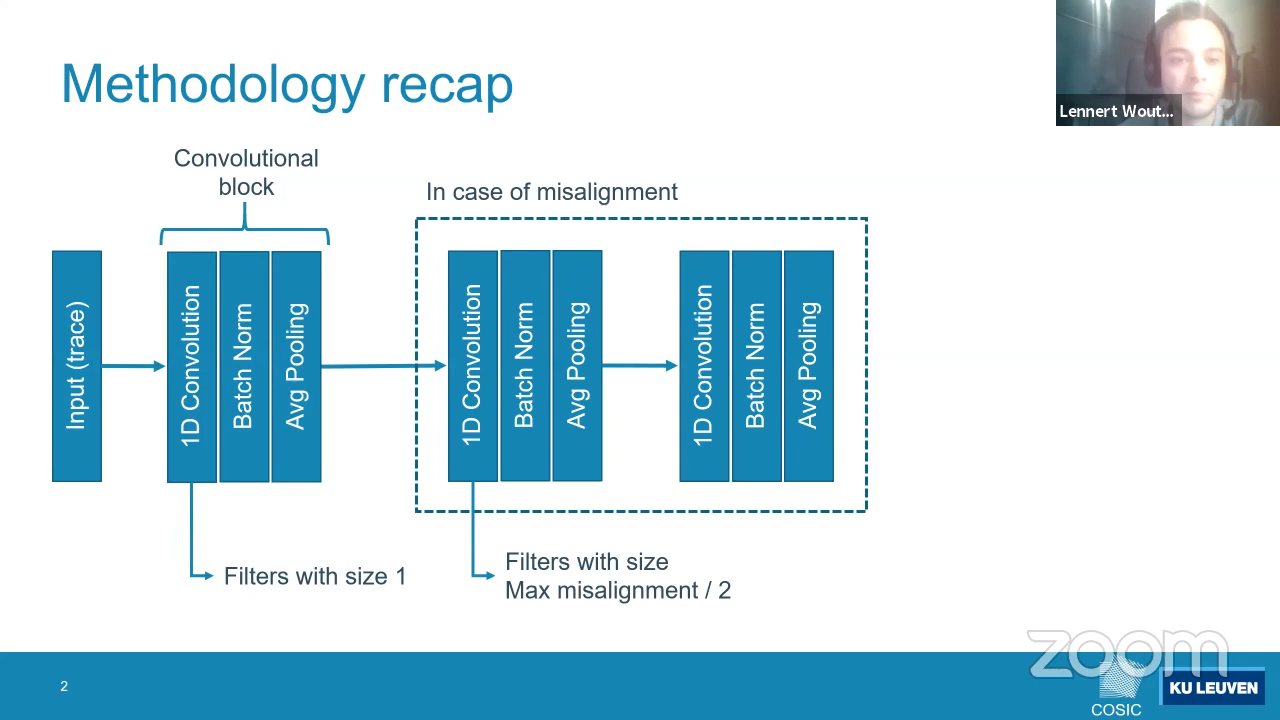 Methodology recap
Lennert Wout...
Convolutional
block
In case of misalignment
Input (trace)
1D Convolution
Batch Norm
Avg Pooling
1D Convolution
Batch Norm
Avg Pooling
1D Convolution
Batch Norm
Avg Pooling
Filters with size 1
Filters with size
Max misalignment / 2
zoom
2
COSIC
KU LEUVEN